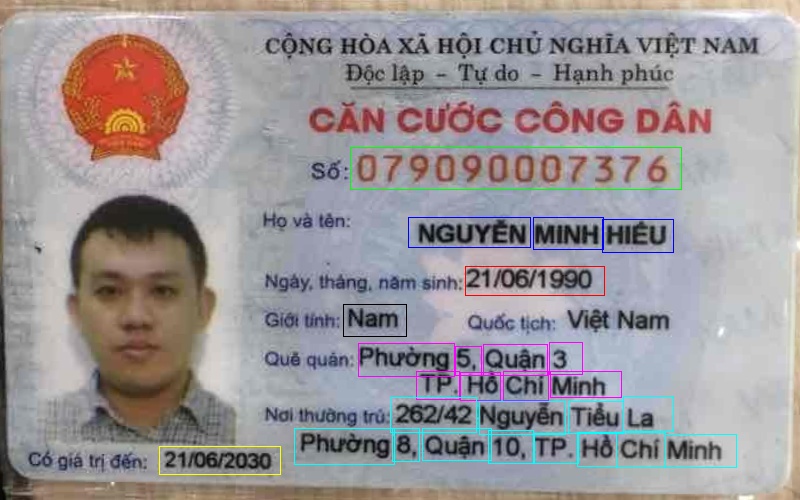 CỘNG HÒA XÃ HỘI CHỦ NGHĨA VIỆT NAM
Độc lập – Tự do – Hạnh phúc
CĂN CƯỚC CÔNG DÂN
Số: 079090007376
Họ và tên: NGUYỄN MINH HIẾU
Ngày, tháng, năm sinh: 21/06/1990
Giới tính: Nam Quốc tịch: Việt Nam
Quê quán: Phường 5, Quận 3
TP. Hồ Chí Minh
Nơi thường trú: 262/42 Nguyễn Tiểu La
Phường 8, Quận 10, TP. Hồ Chí Minh
Có giá trị đến: 21/06/2030